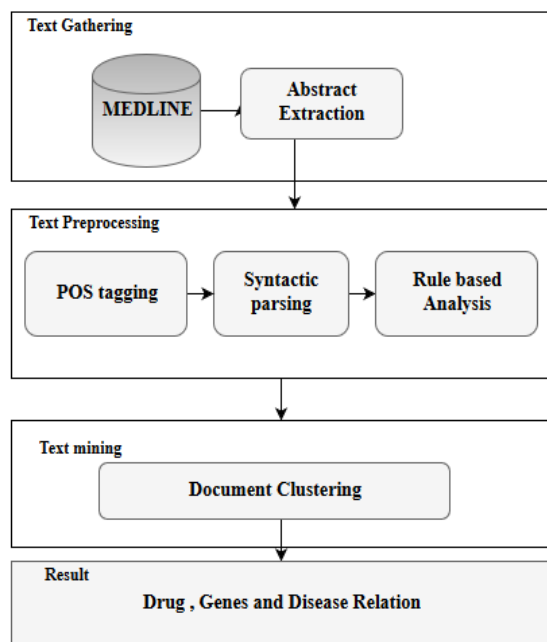 Text Gathering
MEDLINE
Abstract
Extraction
Text Preprocessing
POS tagging
Syntactic
parsing
Rule based
Analysis
Text mining
Document Clustering
Result
Drug , Genes and Disease Relation